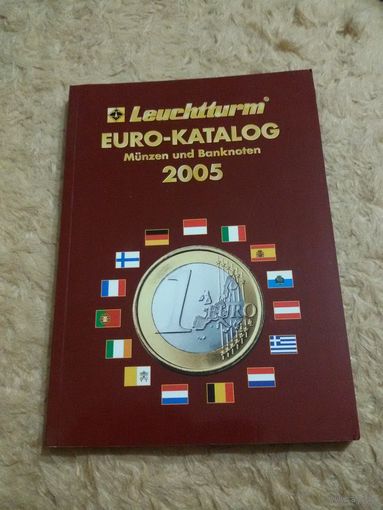 Leuchtturm®
EURO-KATALOG
Münzen und Banknoten
2005
1 EURO